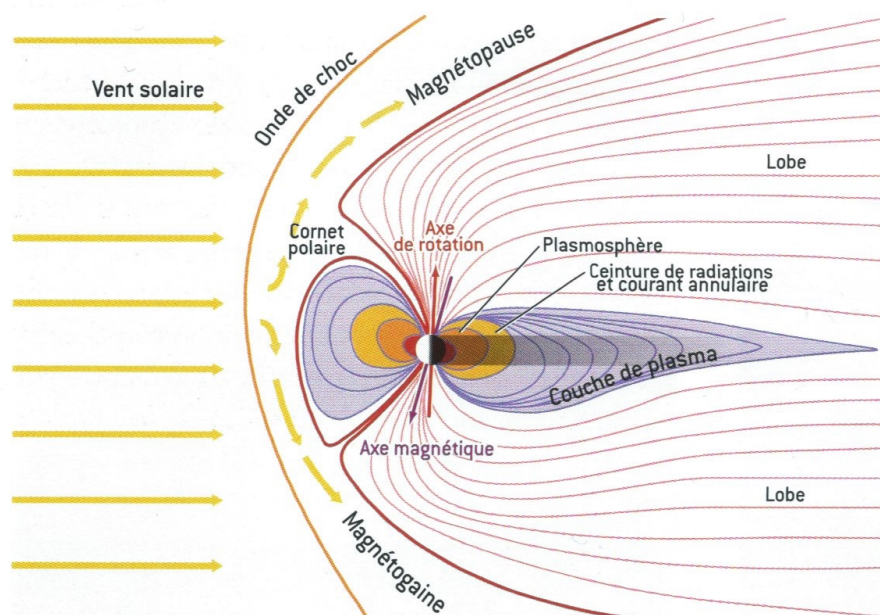 Vent solaire
Onde de choc
Magnétopause
Lobe
Cornet
polaire
Axe
de rotation
Plasmosphère
Ceinture de radiations
et courant annulaire
Couche de plasma
Axe magnétique
Lobe
Magnétogaine